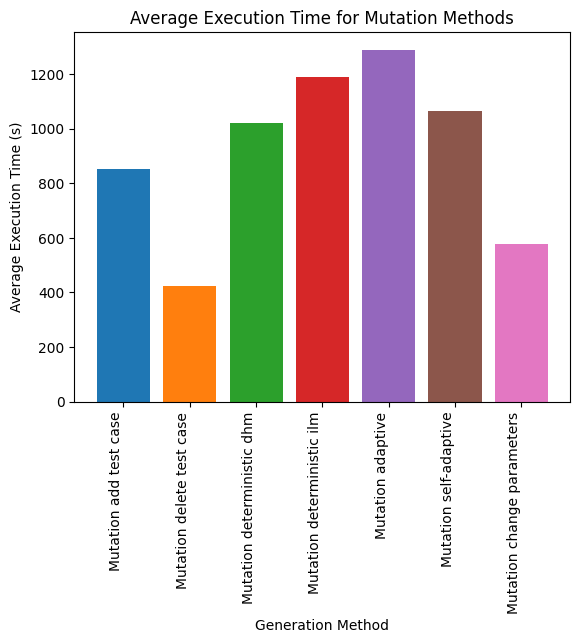 Average Execution Time for Mutation Methods
Average Execution Time (s)
1200
1000
800
600
400
200
0
Mutation add test case
Mutation delete test case
Mutation deterministic dhm
Mutation deterministic ilm
Mutation adaptive
Mutation self-adaptive
Mutation change parameters
Generation Method